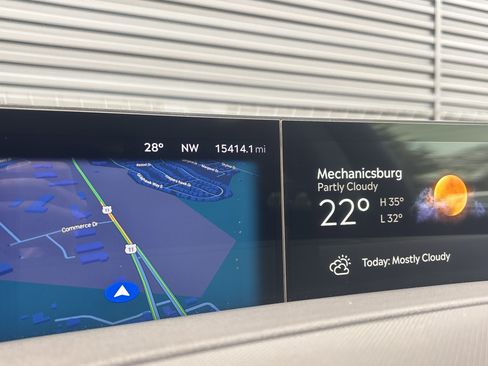 28° NW 15414.1 mi
Commerce Dr
11
11
Mechanicsburg
Partly Cloudy
22° H 35°
L 32°
Today: Mostly Cloudy